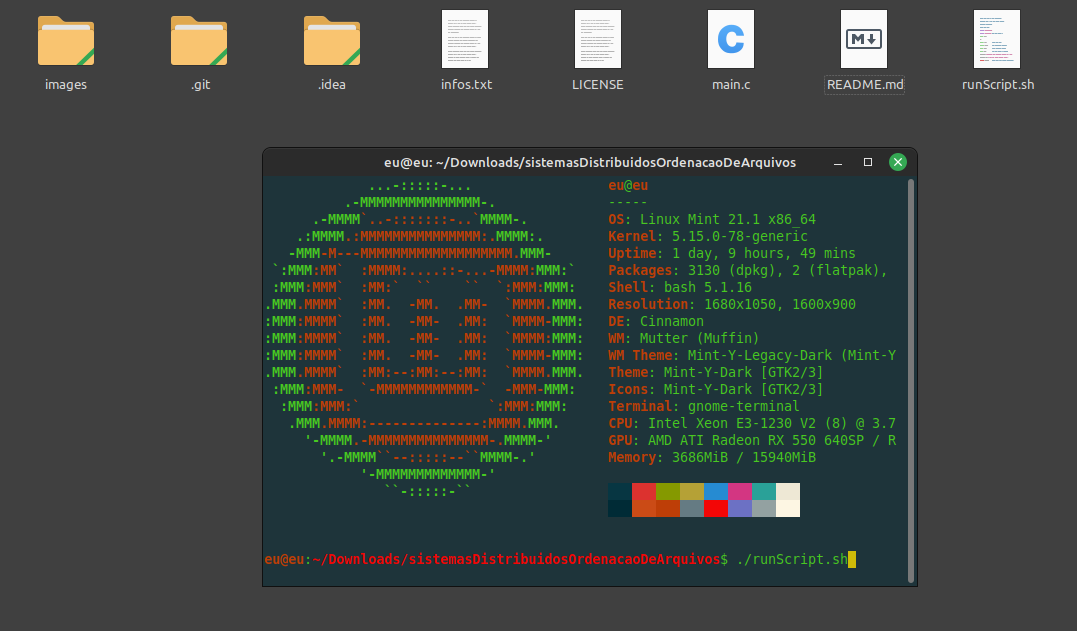 images
.git
.idea
infos.txt
LICENSE
main.c
README.md
runScript.sh
eu@eu: ~/Downloads/sistemasDistribuidosOrdenacaoDeArquivos
...-:::::-...                 eu@eu
.-MMMMMMMMMMMMMMM-.              -----
.-MMMM`..-:::::::-..`MMMM-.           OS: Linux Mint 21.1 x86_64
.:MMMM.:MMMMMMMMMMMMMMM:.MMMM:.         Kernel: 5.15.0-78-generic
-MMM-M---MMMMMMMMMMMMMMMMMMM.MMM-        Uptime: 1 day, 9 hours, 49 mins
`:MMM:MM`  :MMMM:....::-...-MMMM:MMM:`     Packages: 3130 (dpkg), 2 (flatpak),
:MMM:MMM`  :MM:`  ``    ``  `:MMM:MMM:     Shell: bash 5.1.16
.MMM.MMMM`  :MM.  -MM.  .MM-  `MMMM.MMM.    Resolution: 1680x1050, 1600x900
:MMM:MMMM`  :MM.  -MM-  .MM:  `MMMM-MMM:    DE: Cinnamon
:MMM:MMMM`  :MM.  -MM-  .MM:  `MMMM:MMM:    WM: Mutter (Muffin)
:MMM:MMMM`  :MM.  -MM-  .MM:  `MMMM-MMM:    WM Theme: Mint-Y-Legacy-Dark (Mint-Y
.MMM.MMMM`  :MM:--:MM:--:MM:  `MMMM.MMM.    Theme: Mint-Y-Dark [GTK2/3]
:MMM:MMM-  `-MMMMMMMMMMMM-`  -MMM-MMM:     Icons: Mint-Y-Dark [GTK2/3]
:MMM:MMM:`                `:MMM:MMM:      Terminal: gnome-terminal
.MMM.MMMM:--------------:MMMM.MMM.       CPU: Intel Xeon E3-1230 V2 (8) @ 3.7
'-MMMM.-MMMMMMMMMMMMMMM-.MMMM-'        GPU: AMD ATI Radeon RX 550 640SP / R
'.-MMMM``--:::::--``MMMM-.'          Memory: 3686MiB / 15940MiB
'-MMMMMMMMMMMMM-'
``-:::::-``
eu@eu:~/Downloads/sistemasDistribuidosOrdenacaoDeArquivos$ ./runScript.sh